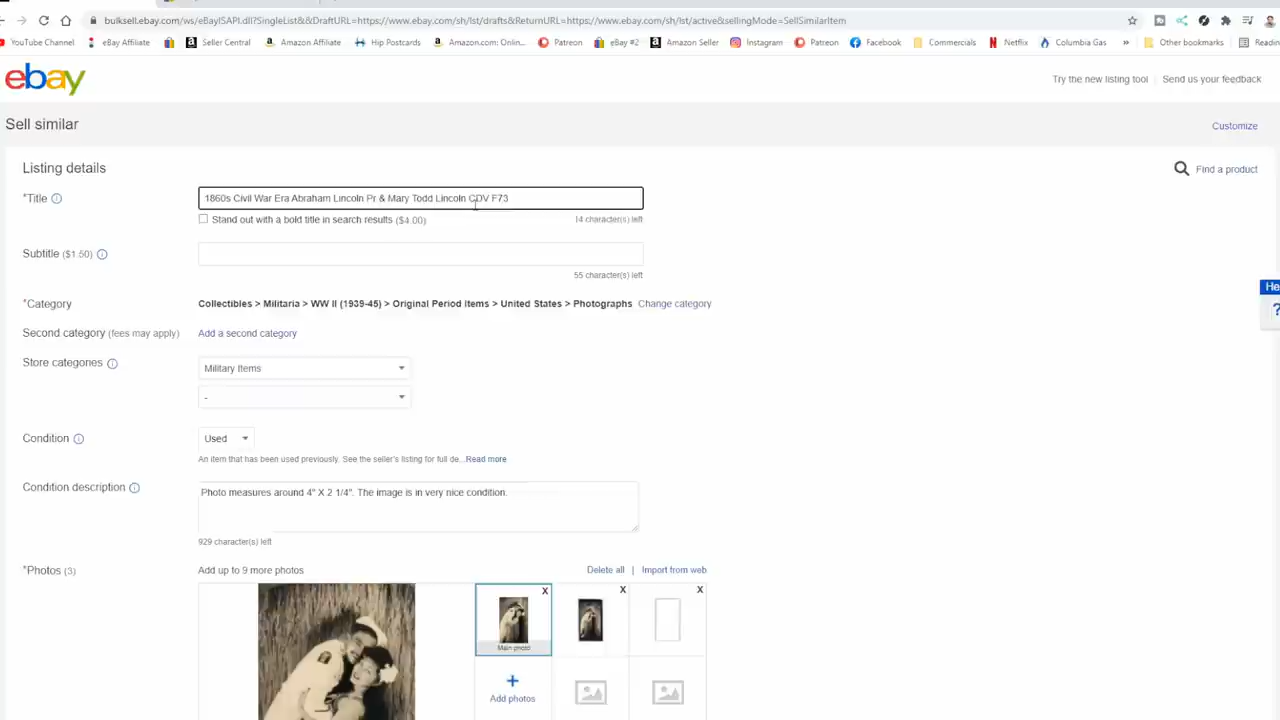 bulksell.ebay.com/ws/eBayISAPI.dll?SingleList&&DraftURL=https://www.ebay.com/sh/lst/drafts&ReturnURL=https://www.ebay.com/sh/lst/active&sellingMode=SellSimilarItem
YouTube Channel eBay Affiliate Seller Central Amazon Affiliate Hip Postcards Amazon.com: Onlin... Patreon eBay #2 Amazon Seller Instagram Patreon Facebook Commercials Netflix Columbia Gas » Other bookmarks
ebay
Try the new listing tool | Send us your feedback
Sell similar
Customize
Listing details
Find a product
*Title
1860s Civil War Era Abraham Lincoln Pr & Mary Todd Lincoln CDV F73
Stand out with a bold title in search results ($4.00)
14 character(s) left
Subtitle ($1.50)
55 character(s) left
*Category
Collectibles > Militaria > WW II (1939-45) > Original Period Items > United States > Photographs Change category
Second category (fees may apply)
Add a second category
Store categories
Military Items
-
Condition
Used
An item that has been used previously. See the seller's listing for full de...Read more
Condition description
Photo measures around 4" X 2 1/4". The image is in very nice condition.
929 character(s) left
*Photos (3)
Add up to 9 more photos
Delete all | Import from web
X X X
Main photo
+
Add photos
He
?